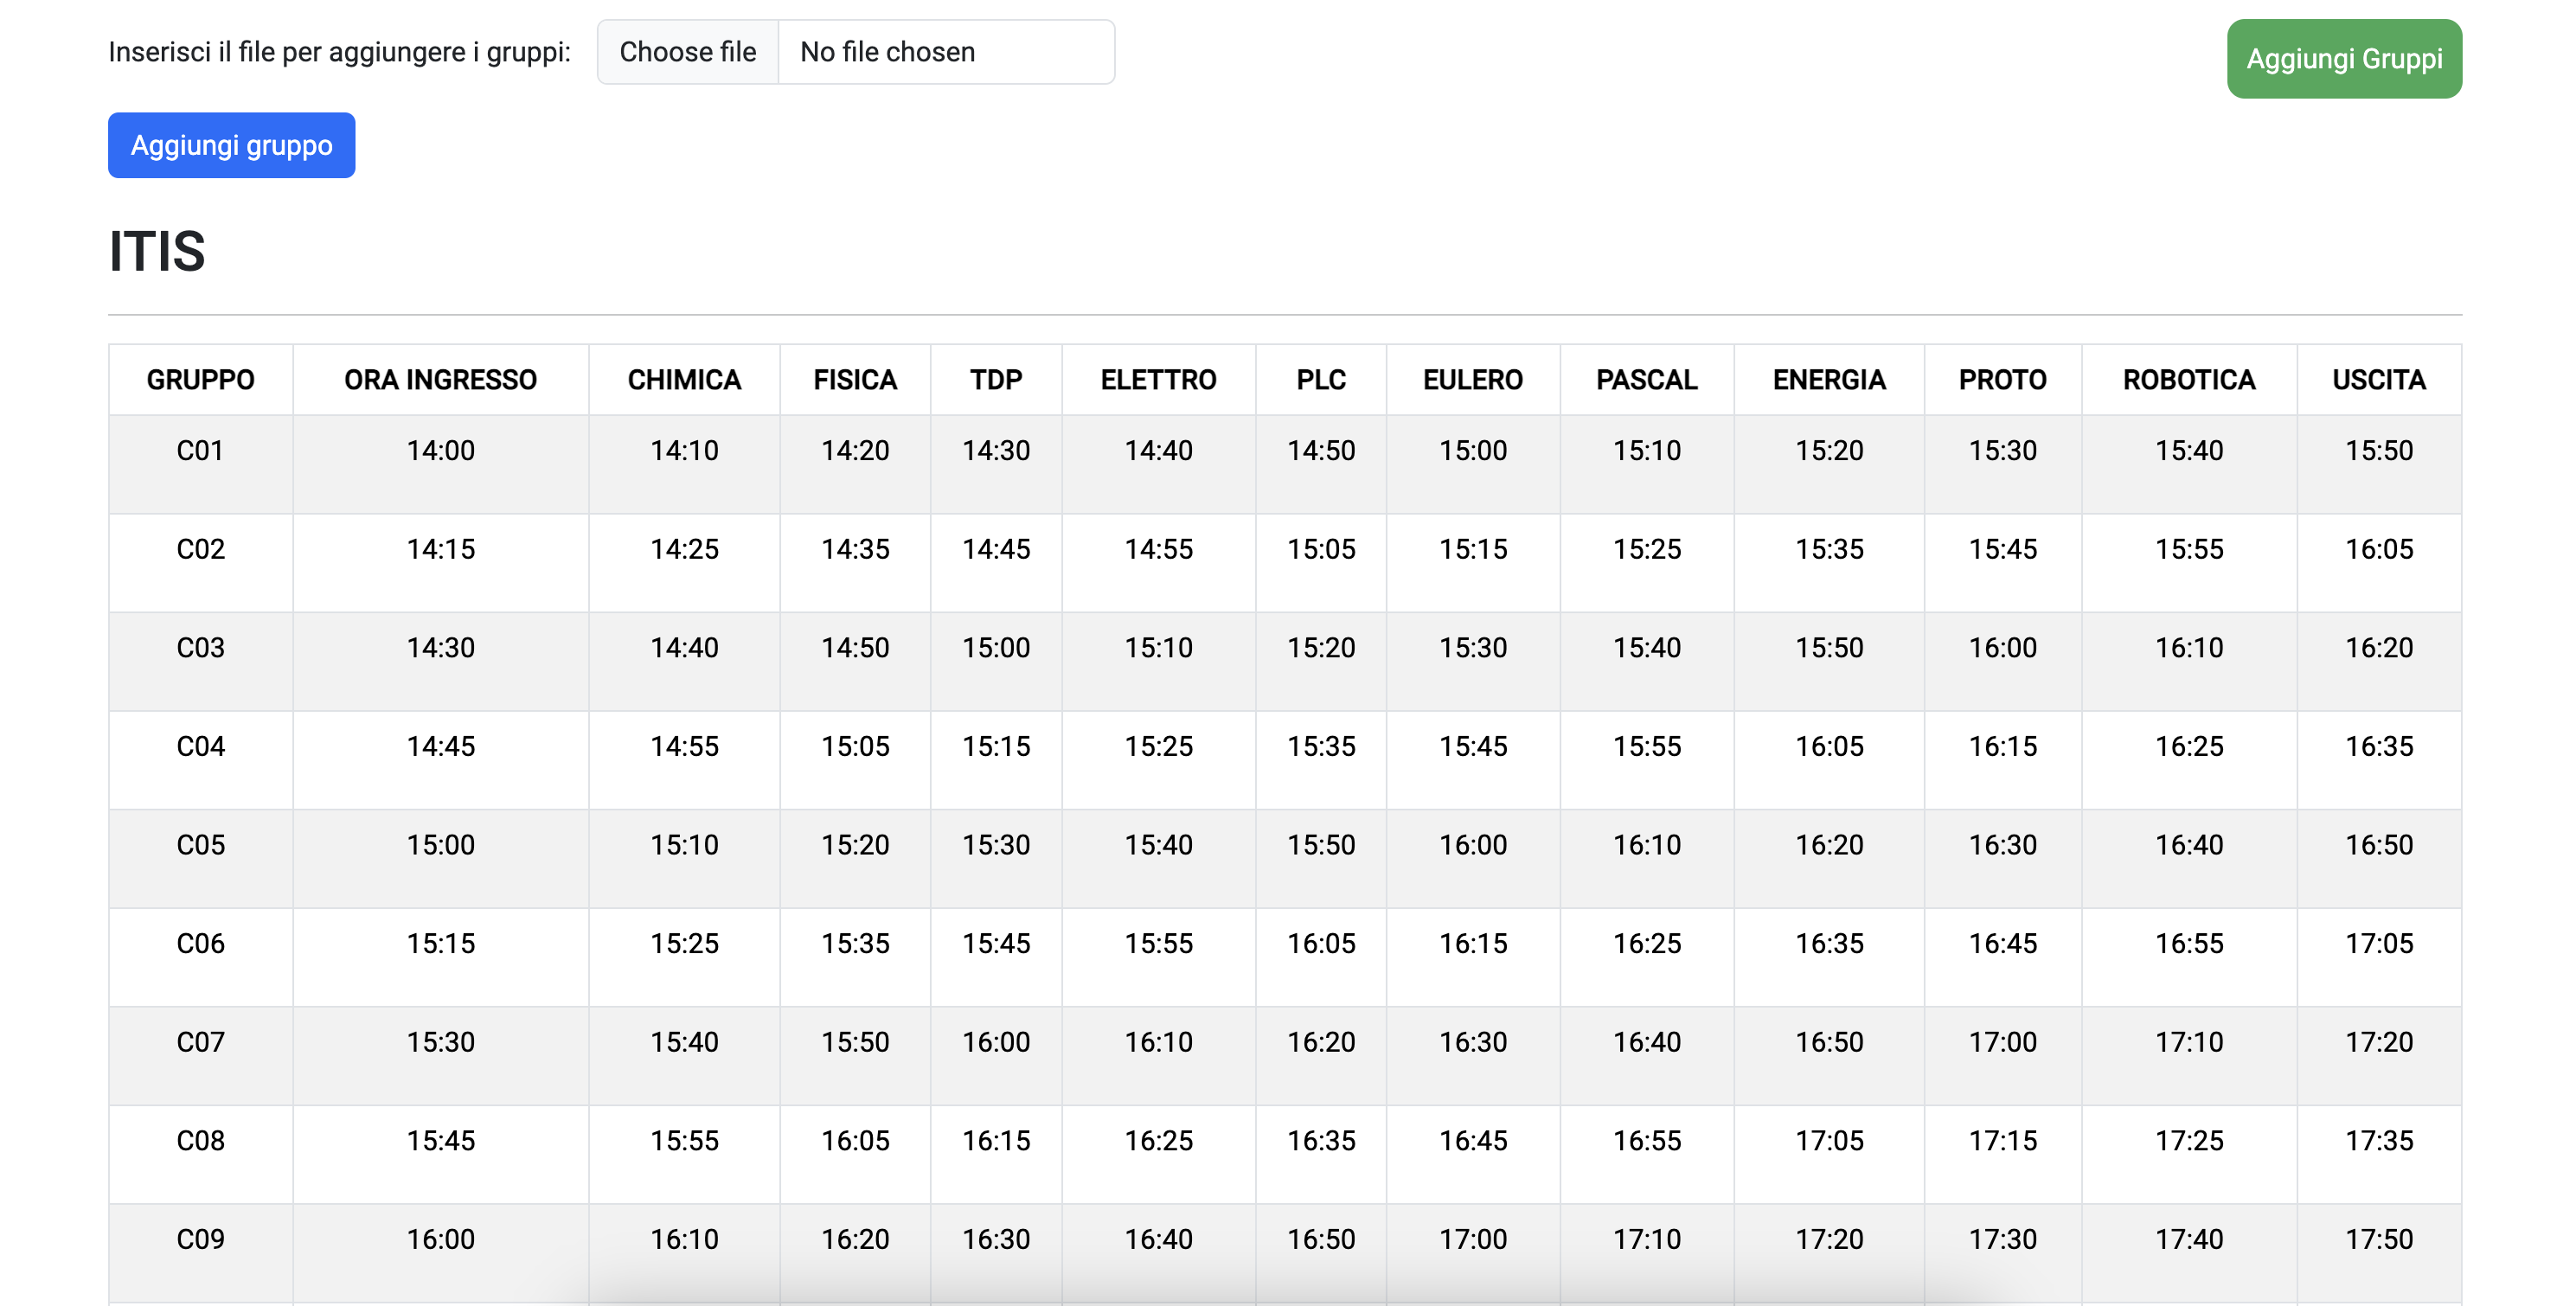 Inserisci il file per aggiungere i gruppi: Choose file No file chosen Aggiungi Gruppi
Aggiungi gruppo
ITIS
GRUPPO ORA INGRESSO CHIMICA FISICA TDP ELETTRO PLC EULERO PASCAL ENERGIA PROTO ROBOTICA USCITA
C01 14:00 14:10 14:20 14:30 14:40 14:50 15:00 15:10 15:20 15:30 15:40 15:50
C02 14:15 14:25 14:35 14:45 14:55 15:05 15:15 15:25 15:35 15:45 15:55 16:05
C03 14:30 14:40 14:50 15:00 15:10 15:20 15:30 15:40 15:50 16:00 16:10 16:20
C04 14:45 14:55 15:05 15:15 15:25 15:35 15:45 15:55 16:05 16:15 16:25 16:35
C05 15:00 15:10 15:20 15:30 15:40 15:50 16:00 16:10 16:20 16:30 16:40 16:50
C06 15:15 15:25 15:35 15:45 15:55 16:05 16:15 16:25 16:35 16:45 16:55 17:05
C07 15:30 15:40 15:50 16:00 16:10 16:20 16:30 16:40 16:50 17:00 17:10 17:20
C08 15:45 15:55 16:05 16:15 16:25 16:35 16:45 16:55 17:05 17:15 17:25 17:35
C09 16:00 16:10 16:20 16:30 16:40 16:50 17:00 17:10 17:20 17:30 17:40 17:50